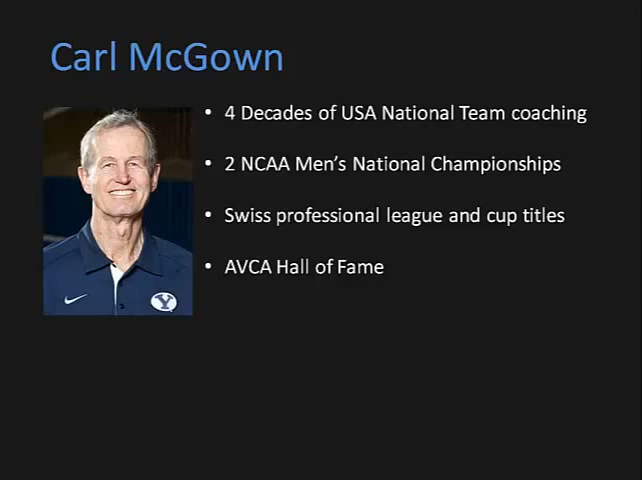 Carl McGown
• 4 Decades of USA National Team coaching
• 2 NCAA Men's National Championships
• Swiss professional league and cup titles
• AVCA Hall of Fame
Y